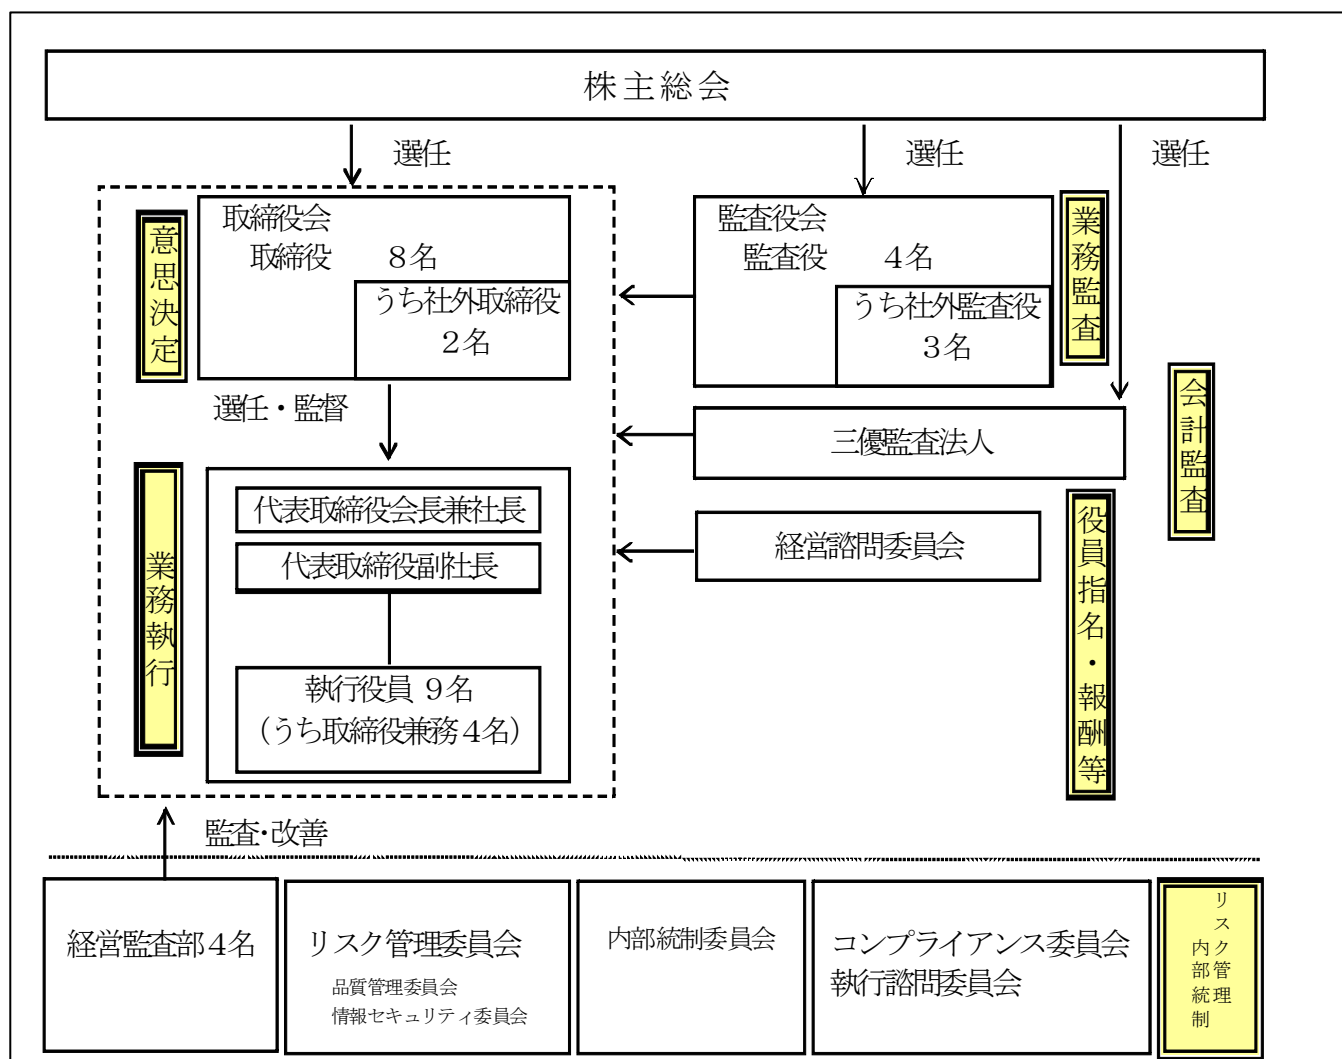 株主総会
選任
選任
選任
意思決定
取締役会
取締役　８名
うち社外取締役
２名
監査役会
監査役　４名
うち社外監査役
３名
業務監査
会計監査
選任・監督
三優監査法人
業務執行
代表取締役会長兼社長
代表取締役副社長
経営諮問委員会
役員指名・報酬等
執行役員 ９名
（うち取締役兼務４名）
監査・改善
経営監査部４名
リスク管理委員会
品質管理委員会
情報セキュリティ委員会
内部統制委員会
コンプライアンス委員会
執行諮問委員会
リスク管理
内部統制